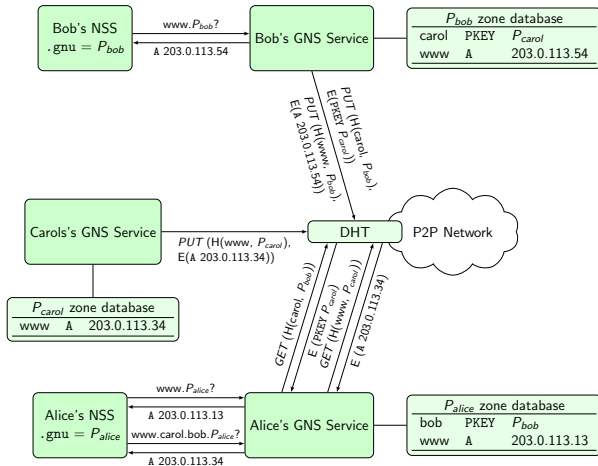 Bob's NSS
.gnu = P_bob
www.P_bob?
A 203.0.113.54
Bob's GNS Service
P_bob zone database
carol PKEY P_carol
www A 203.0.113.54
PUT (H(carol, P_bob),
E(PKEY P_carol))
PUT (H(www, P_bob),
E(A 203.0.113.54))
Carols's GNS Service
PUT (H(www, P_carol),
E(A 203.0.113.34))
DHT
P2P Network
P_carol zone database
www A 203.0.113.34
GET (H(carol, P_bob))
E (PKEY P_carol)
GET (H(www, P_carol))
E (A 203.0.113.34)
Alice's NSS
.gnu = P_alice
www.P_alice?
A 203.0.113.13
www.carol.bob.P_alice?
A 203.0.113.34
Alice's GNS Service
P_alice zone database
bob PKEY P_bob
www A 203.0.113.13